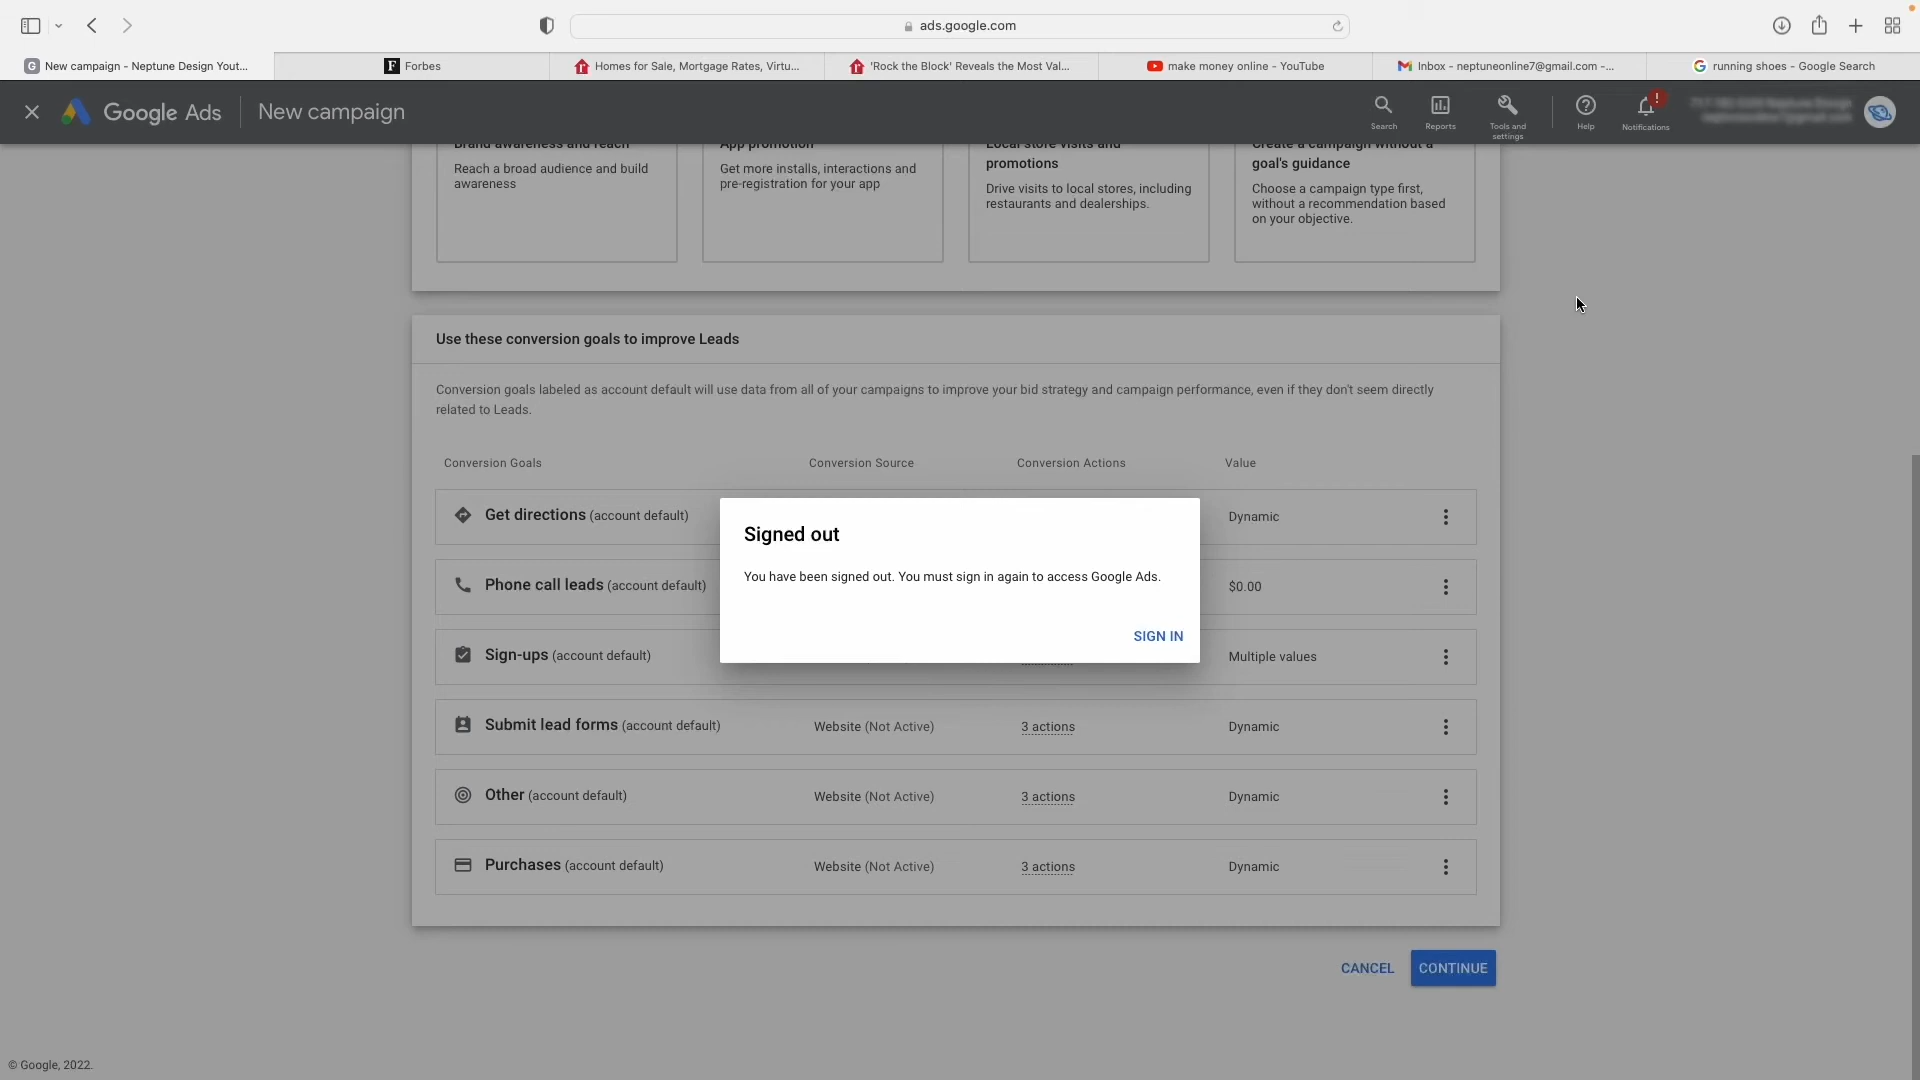 ads.google.com
New campaign - Neptune Design Yout...
Forbes
Homes for Sale, Mortgage Rates, Virtu...
'Rock the Block' Reveals the Most Val...
make money online - YouTube
Inbox - neptuneonline7@gmail.com -...
running shoes - Google Search
Google Ads
New campaign
Search
Reports
Tools and
settings
Help
Notifications
Brand awareness and reach
Reach a broad audience and build
awareness
App promotion
Get more installs, interactions and
pre-registration for your app
Local store visits and
promotions
Drive visits to local stores, including
restaurants and dealerships.
Create a campaign without a
goal's guidance
Choose a campaign type first,
without a recommendation based
on your objective.
Use these conversion goals to improve Leads
Conversion goals labeled as account default will use data from all of your campaigns to improve your bid strategy and campaign performance, even if they don't seem directly
related to Leads.
Conversion Goals
Conversion Source
Conversion Actions
Value
Get directions (account default)
Dynamic
Phone call leads (account default)
$0.00
Sign-ups (account default)
Multiple values
Signed out
You have been signed out. You must sign in again to access Google Ads.
SIGN IN
Submit lead forms (account default)
Website (Not Active)
3 actions
Dynamic
Other (account default)
Website (Not Active)
3 actions
Dynamic
Purchases (account default)
Website (Not Active)
3 actions
Dynamic
CANCEL
CONTINUE
© Google, 2022.